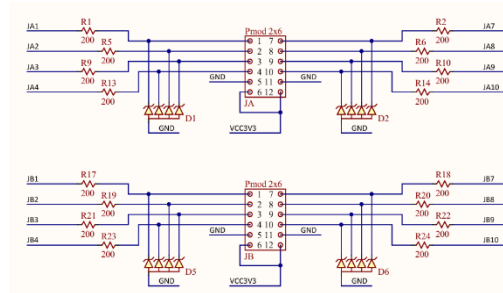 JA1 R1 200 Pmod 2x6 R2 200 JA7
JA2 R5 200 1 7 R6 200 JA8
JA3 R9 200 2 8 R10 200 JA9
JA4 R13 200 3 9 R14 200 JA10
4 10
GND 5 11 GND
6 12
D1 JA D2
GND VCC3V3 GND
JB1 R17 200 Pmod 2x6 R18 200 JB7
JB2 R19 200 1 7 R20 200 JB8
JB3 R21 200 2 8 R22 200 JB9
JB4 R23 200 3 9 R24 200 JB10
4 10
GND 5 11 GND
6 12
D5 JB D6
GND VCC3V3 GND